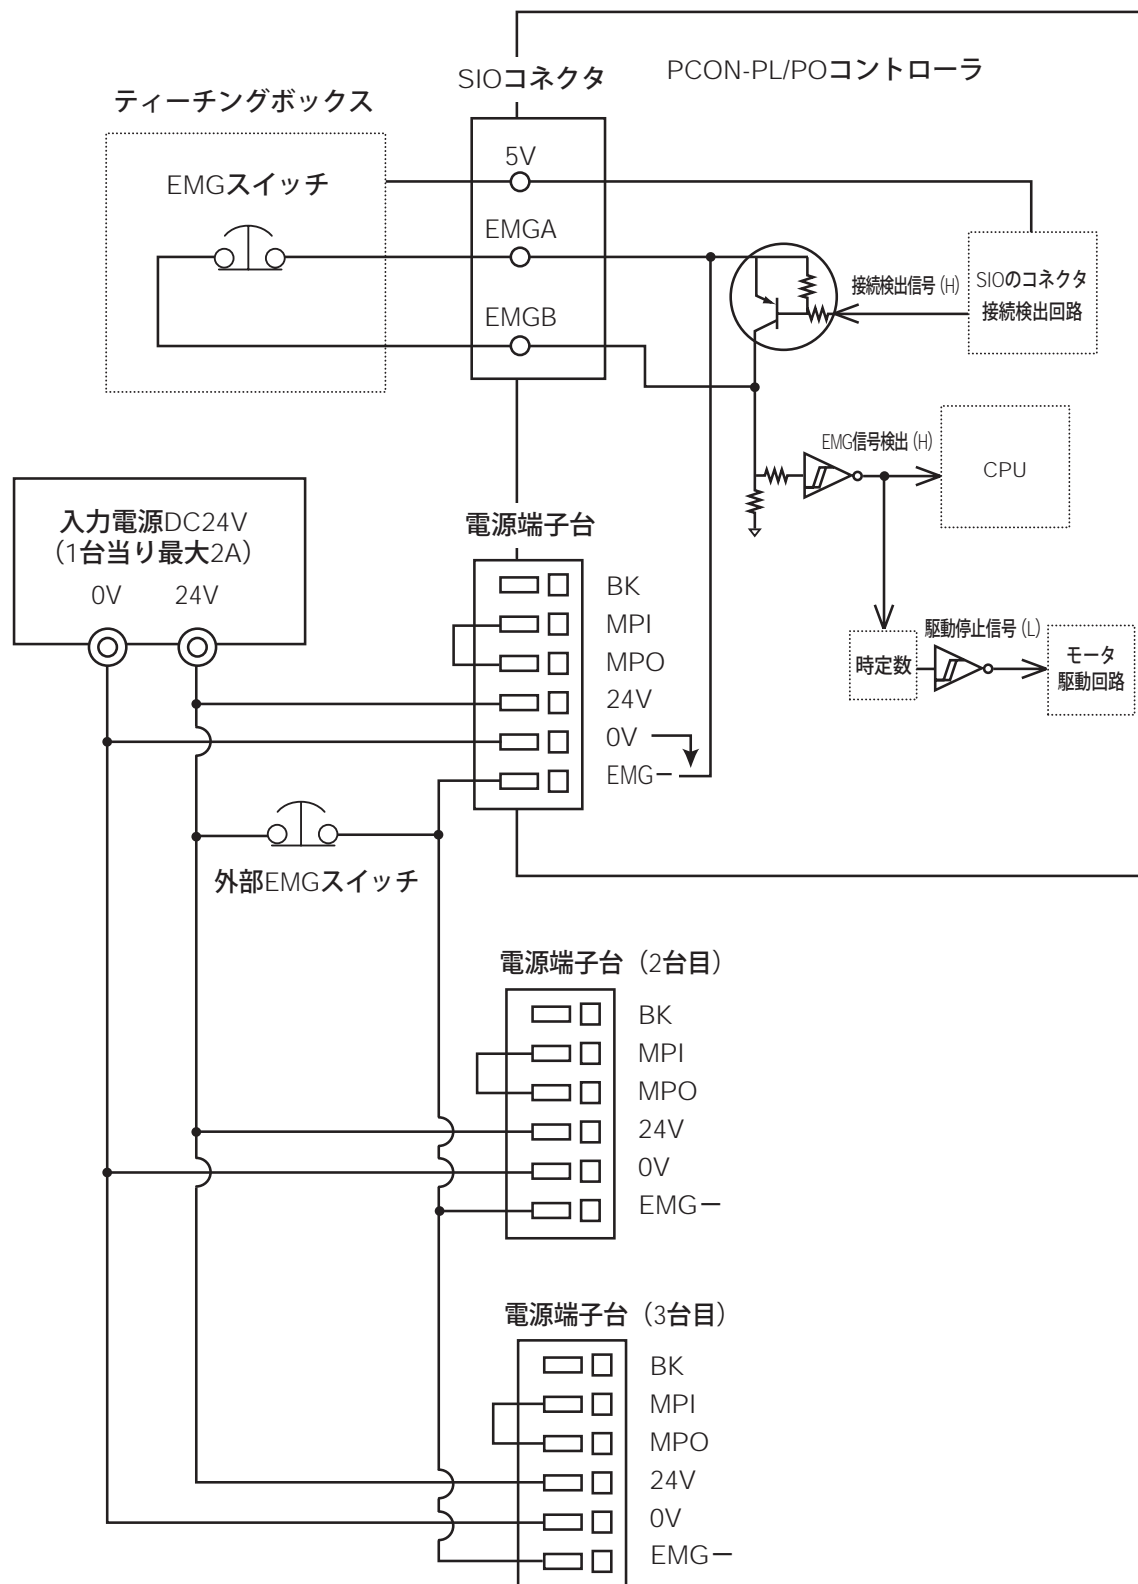 PCON-PL/POコントローラ
SIOコネクタ
ティーチングボックス
5V
EMGスイッチ
EMGA
EMGB
接続検出信号(H)
SIOのコネクタ
接続検出回路
EMG信号検出(H)
CPU
入力電源DC24V
(1台当り最大2A)
0V
24V
電源端子台
BK
MPI
MPO
24V
0V
EMG－
駆動停止信号(L)
時定数
モータ
駆動回路
外部EMGスイッチ
電源端子台（2台目）
BK
MPI
MPO
24V
0V
EMG－
電源端子台（3台目）
BK
MPI
MPO
24V
0V
EMG－